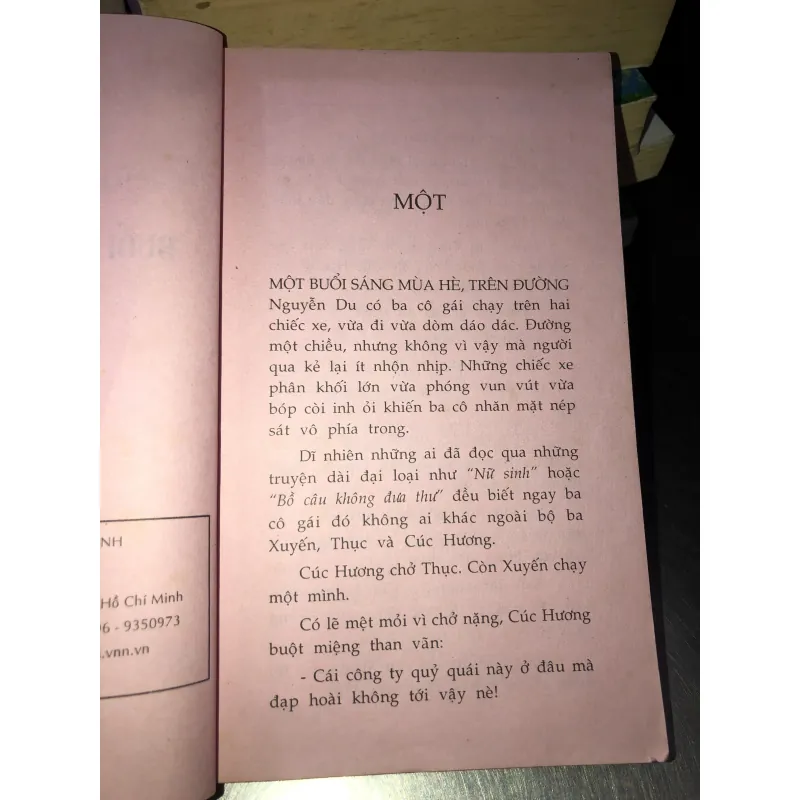 NH
Hồ Chí Minh
6 - 9350973
.vnn.vn
MỘT
MỘT BUỔI SÁNG MÙA HÈ, TRÊN ĐƯỜNG
Nguyễn Du có ba cô gái chạy trên hai
chiếc xe, vừa đi vừa dòm dáo dác. Đường
một chiều, nhưng không vì vậy mà người
qua kẻ lại ít nhộn nhịp. Những chiếc xe
phân khối lớn vừa phóng vun vút vừa
bóp còi inh ỏi khiến ba cô nhăn mặt nép
sát vô phía trong.
Dĩ nhiên những ai đã đọc qua những
truyện dài đại loại như “Nữ sinh” hoặc
“Bồ câu không đưa thư” đều biết ngay ba
cô gái đó không ai khác ngoài bộ ba
Xuyến, Thục và Cúc Hương.
Cúc Hương chở Thục. Còn Xuyến chạy
một mình.
Có lẽ mệt mỏi vì chở nặng, Cúc Hương
buột miệng than vãn:
- Cái công ty quỷ quái này ở đâu mà
đạp hoài không tới vậy nè!